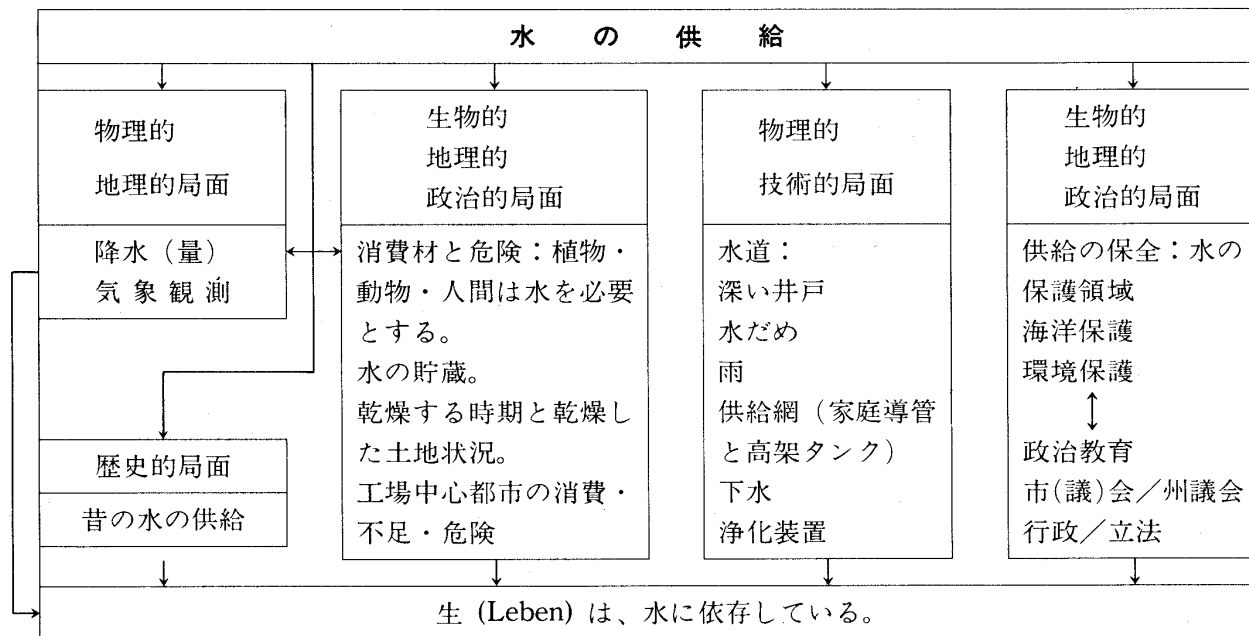 水の供給
物理的
地理的局面
降水（量）
気象観測
歴史的局面
昔の水の供給
生物的
地理的
政治的局面
消費材と危険：植物・
動物・人間は水を必要
とする。
水の貯蔵。
乾燥する時期と乾燥し
た土地状況。
工場中心都市の消費・
不足・危険
物理的
技術的局面
水道：
深い井戸
水だめ
雨
供給網（家庭導管
と高架タンク）
下水
浄化装置
生物的
地理的
政治的局面
供給の保全：水の
保護領域
海洋保護
環境保護
政治教育
市(議)会／州議会
行政／立法
生 (Leben) は、水に依存している。